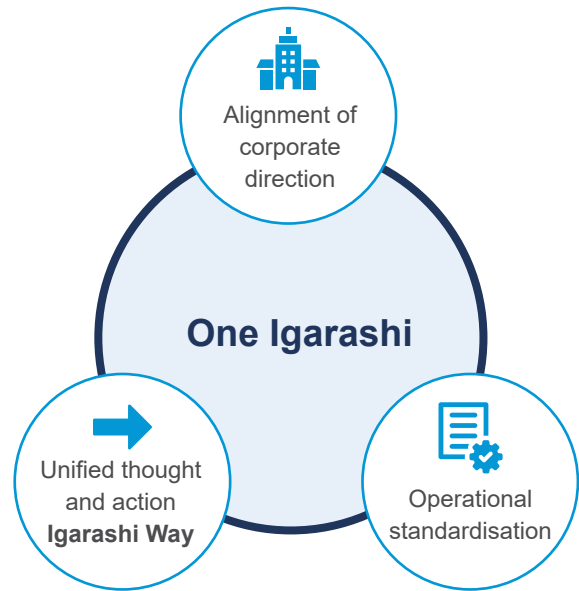 Alignment of
corporate
direction
One Igarashi
Unified thought
and action
Igarashi Way
Operational
standardisation